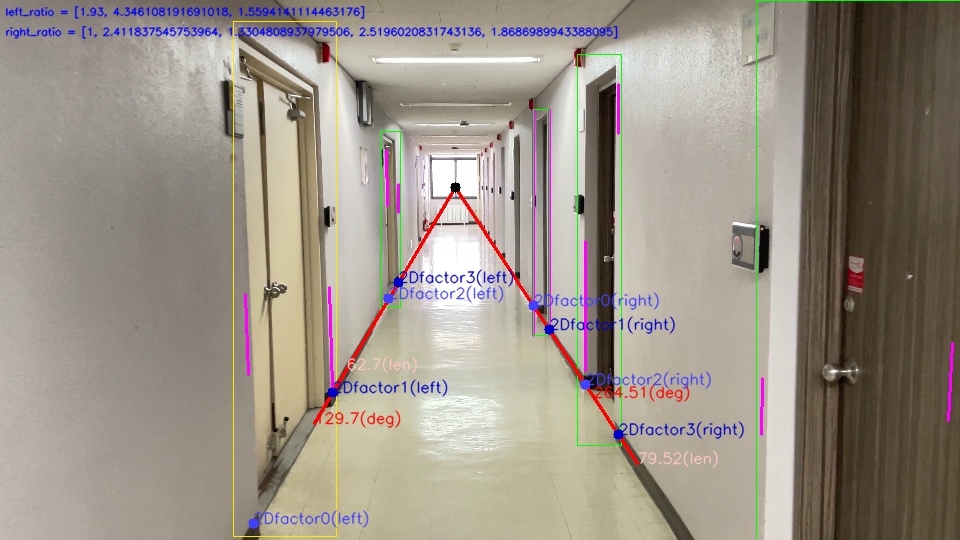 left_ratio = [1.93, 4.346108191691018, 1.5594141114463176]
right_ratio = [1, 2.411837545753964, 1.3304808937979506, 2.5196020831743136, 1.8686989943388095]
2Dfactor3(left)
2Dfactor2(left)
2Dfactor0(right)
2Dfactor1(right)
62.7(len)
2Dfactor2(right)
2Dfactor1(left)
264.51(deg)
129.7(deg)
2Dfactor3(right)
79.52(len)
2Dfactor0(left)